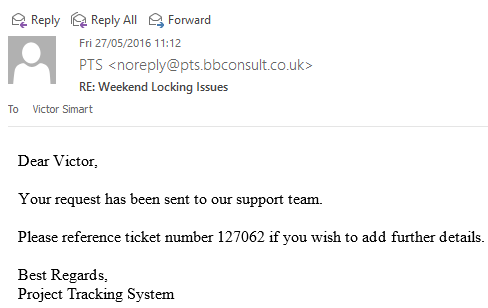 Reply Reply All Forward
Fri 27/05/2016 11:12
PTS <noreply@pts.bbconsult.co.uk>
RE: Weekend Locking Issues
To Victor Simart
Dear Victor,
Your request has been sent to our support team.
Please reference ticket number 127062 if you wish to add further details.
Best Regards,
Project Tracking System